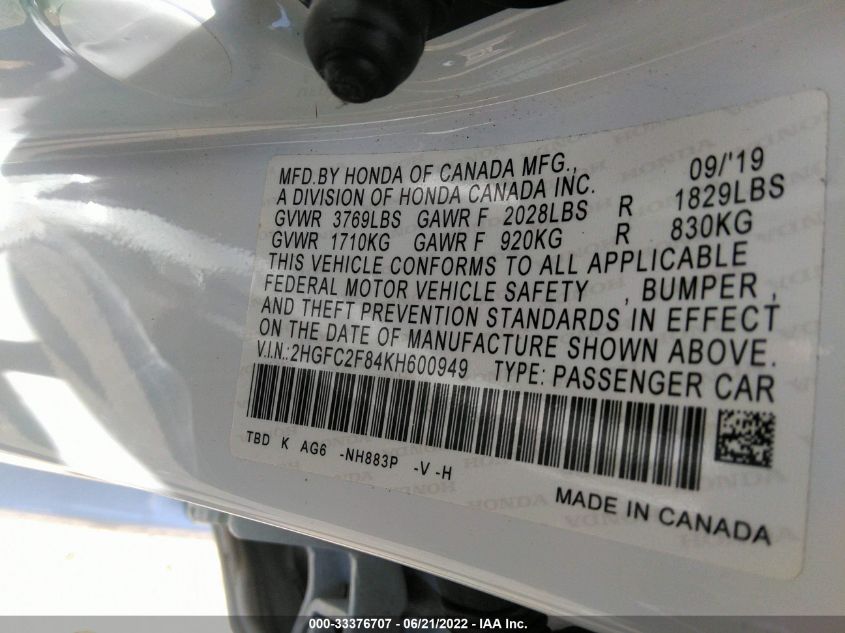 MFD.BY HONDA OF CANADA MFG., 09/'19
A DIVISION OF HONDA CANADA INC.
GVWR 3769LBS GAWR F 2028LBS R 1829LBS
GVWR 1710KG GAWR F 920KG R 830KG
THIS VEHICLE CONFORMS TO ALL APPLICABLE
FEDERAL MOTOR VEHICLE SAFETY , BUMPER ,
AND THEFT PREVENTION STANDARDS IN EFFECT
ON THE DATE OF MANUFACTURE SHOWN ABOVE.
V.I.N.:2HGFC2F84KH600949 TYPE: PASSENGER CAR
TBD K AG6 -NH883P -V -H
MADE IN CANADA
000-33376707 - 06/21/2022 - IAA Inc.